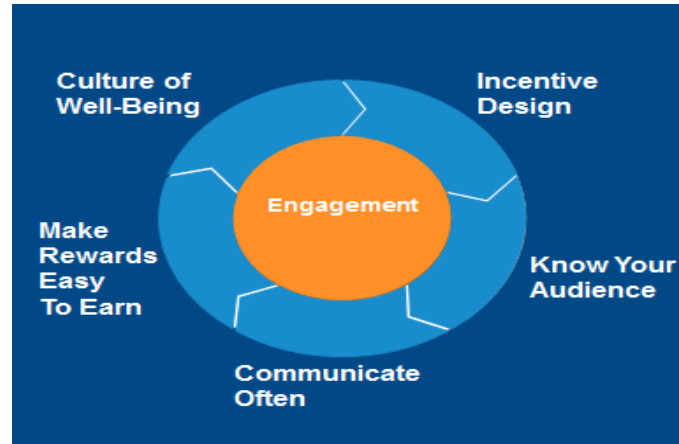 Culture of
Well-Being
Incentive
Design
Engagement
Know Your
Audience
Communicate
Often
Make
Rewards
Easy
To Earn